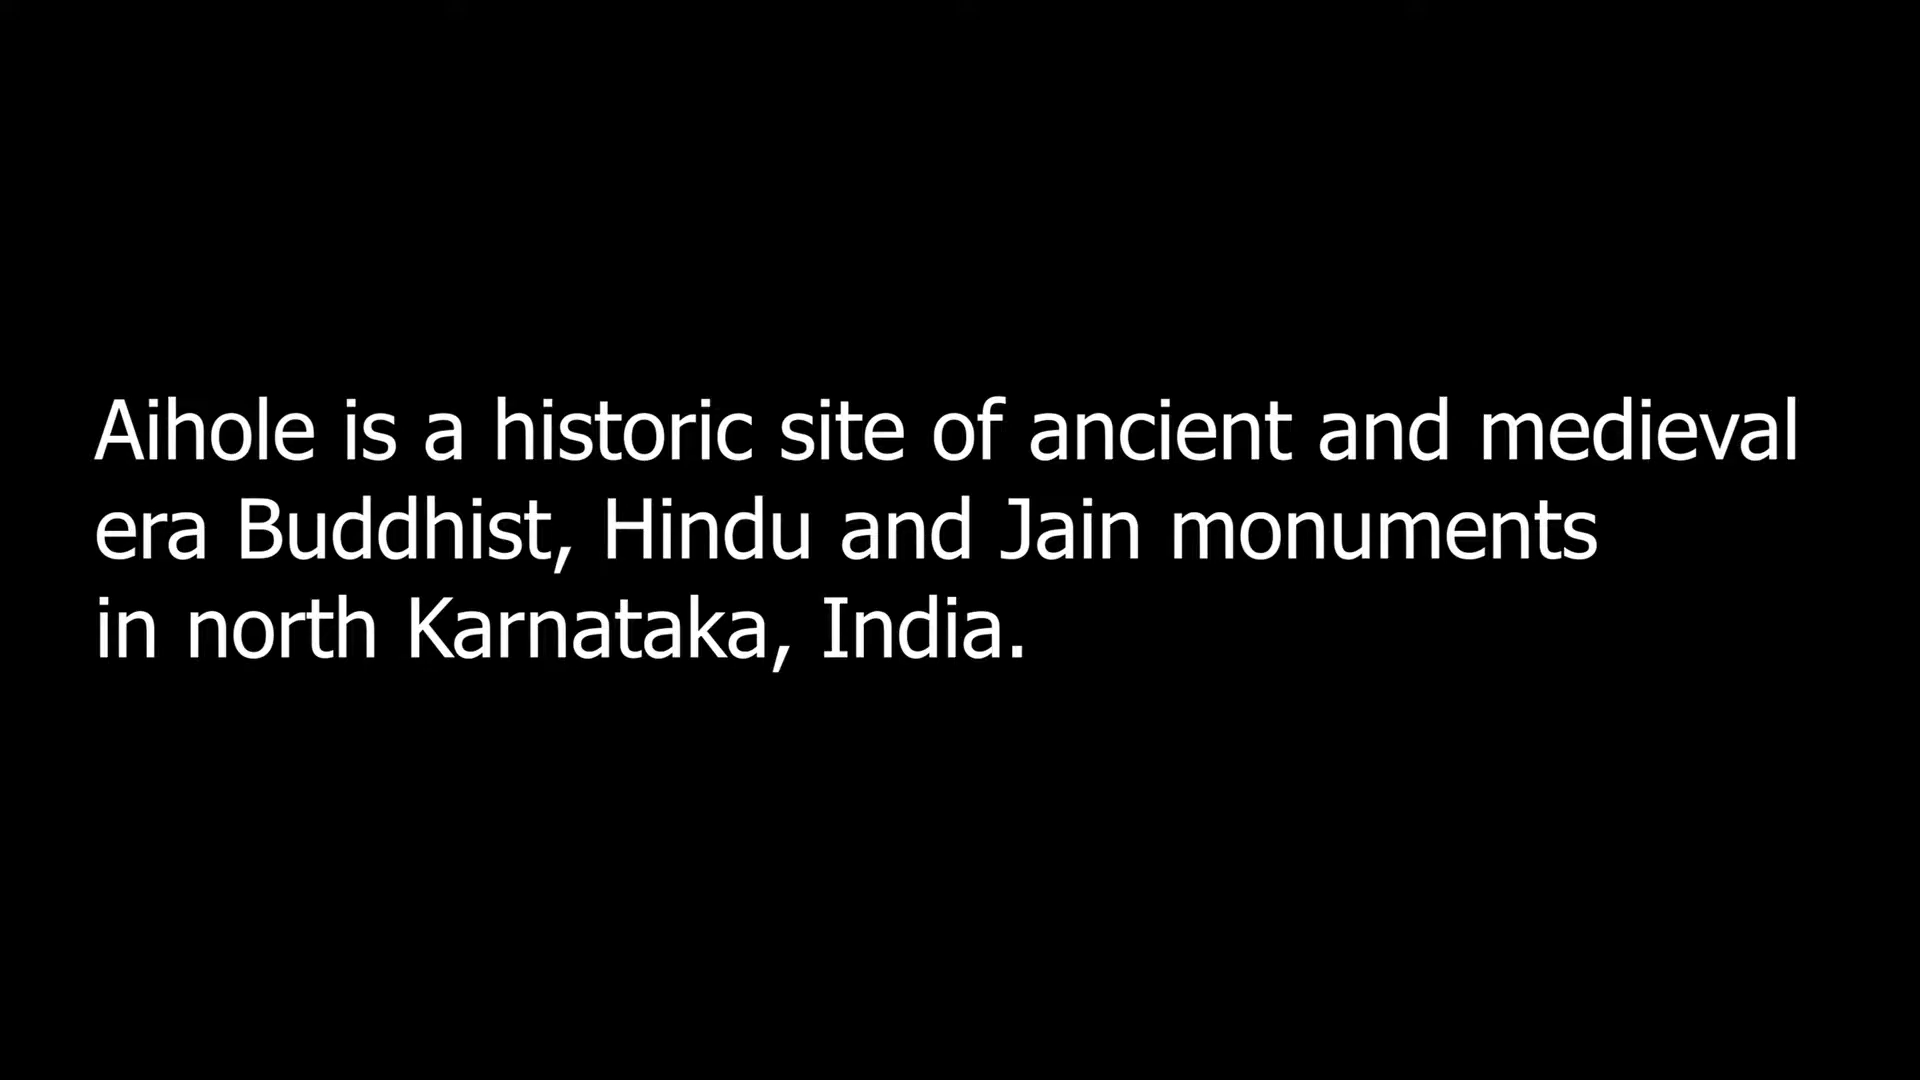 Aihole is a historic site of ancient and medieval
era Buddhist, Hindu and Jain monuments
in north Karnataka, India.